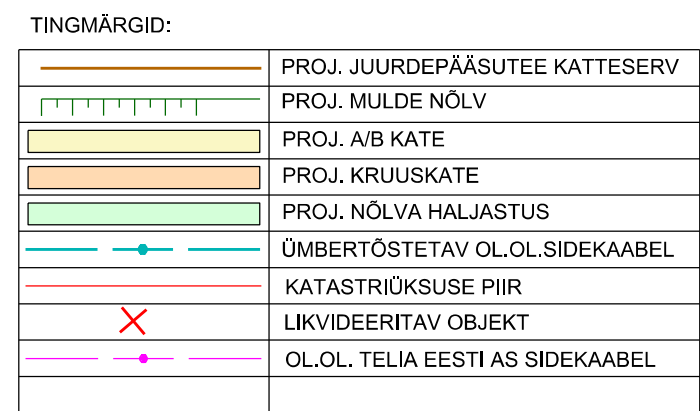 TINGMÄRGID:
PROJ. JUURDEPÄÄSUTEE KATTESERV
PROJ. MULDE NÕLV
PROJ. A/B KATE
PROJ. KRUUSKATE
PROJ. NÕLVA HALJASTUS
ÜMBERTÕSTETAV OL.OL.SIDEKAABEL
KATASTRIÜKSUSE PIIR
LIKVIDEERITAV OBJEKT
OL.OL. TELIA EESTI AS SIDEKAABEL